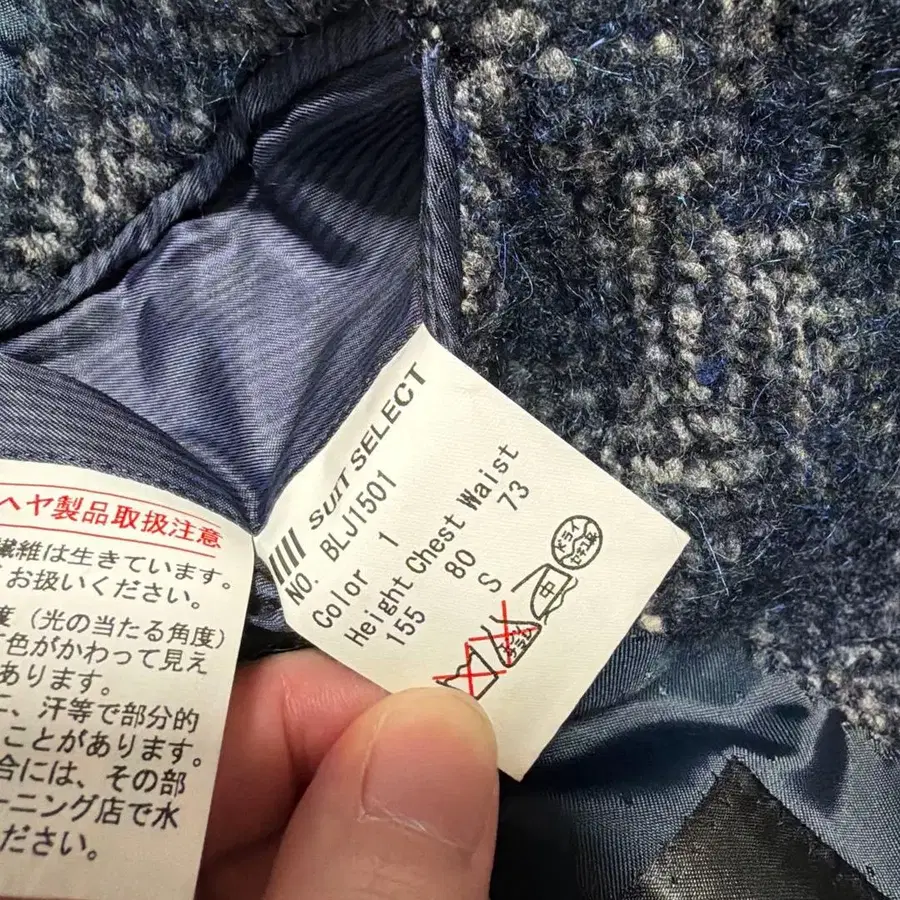 SUIT SELECT
NO. BLJ1501
Color 1
Height Chest Waist
155 80 73
S
ドライ
中
ヘヤ製品取扱注意
繊維は生きています。
お扱いください。
度（光の当たる角度）
色がかわって見え
あります。
に、汗等で部分的
ことがあります。
合には、その部
ーニング店で水
ださい。